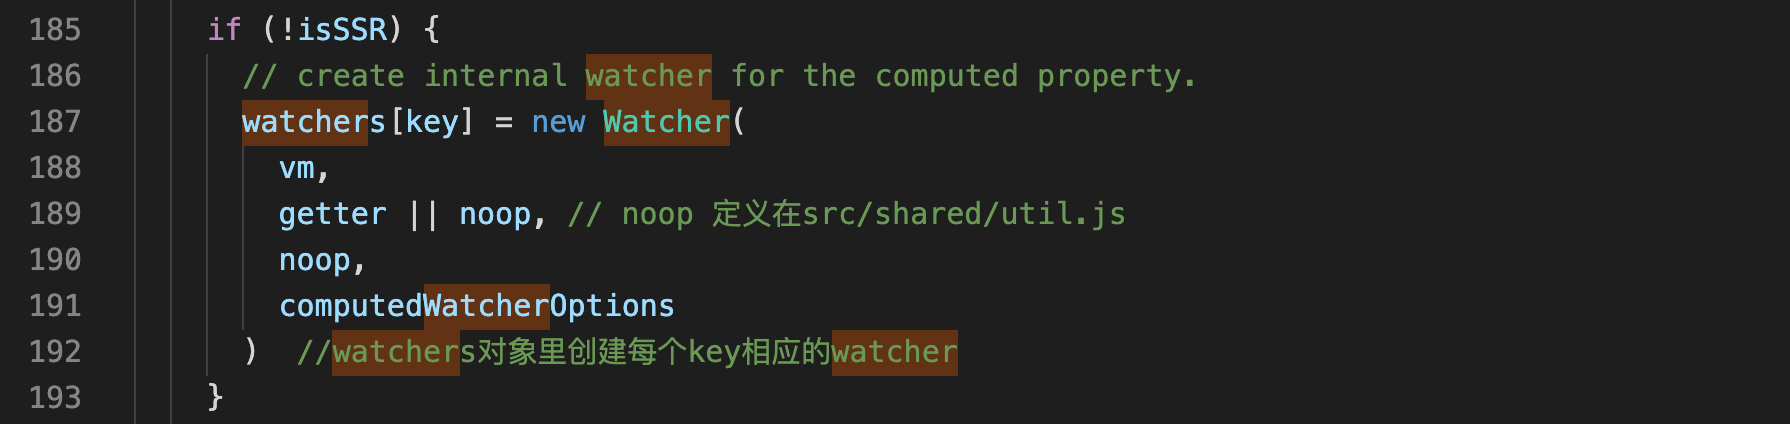 185 if (!isSSR) {
186 // create internal watcher for the computed property.
187 watchers[key] = new Watcher(
188 vm,
189 getter || noop, // noop 定义在src/shared/util.js
190 noop,
191 computedWatcherOptions
192 ) //watchers对象里创建每个key相应的watcher
193 }